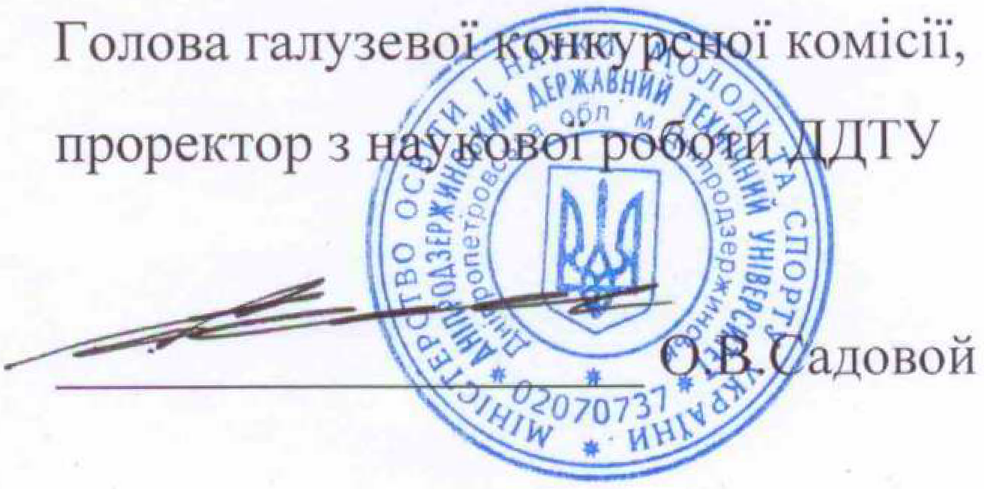 Голова галузевої конкурсної комісії,
проректор з наукової роботи ДДТУ
О.В.Садовой
МІНІСТЕРСТВО ОСВІТИ І НАУКИ МОЛОДІ ТА СПОРТУ УКРАЇНИ
ДНІПРОДЗЕРЖИНСЬКИЙ ДЕРЖАВНИЙ ТЕХНІЧНИЙ УНІВЕРСИТЕТ
Дніпропетровська обл м Дніпродзержинськ
02070737